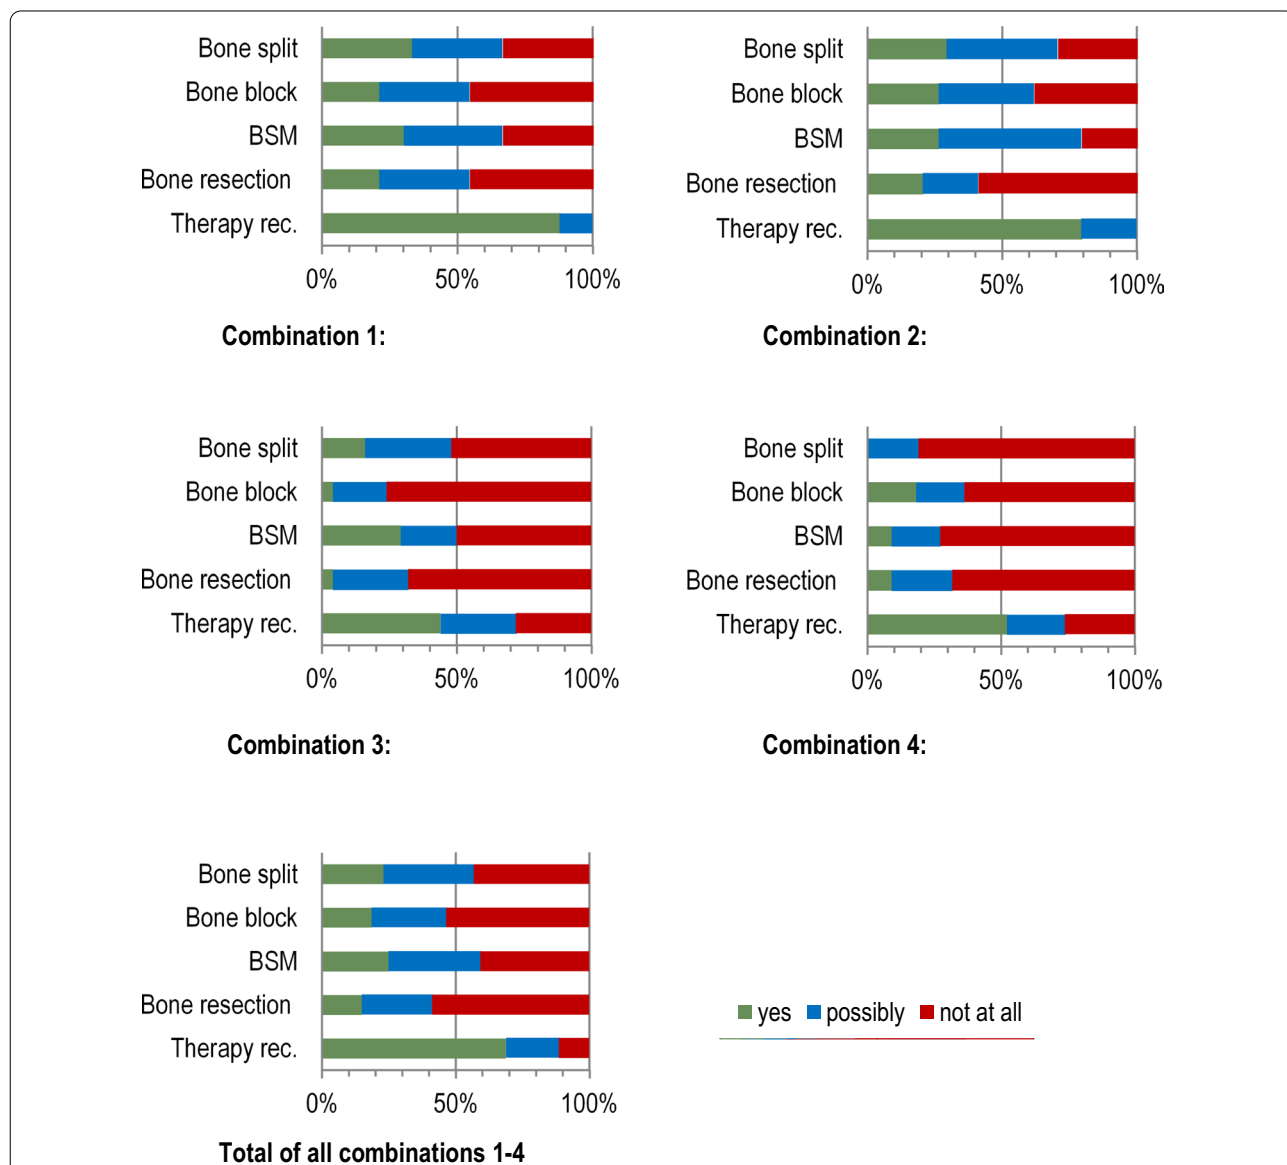 Bone split
Bone block
BSM
Bone resection
Therapy rec.
0% 50% 100%
Combination 1:
Bone split
Bone block
BSM
Bone resection
Therapy rec.
0% 50% 100%
Combination 2:
Bone split
Bone block
BSM
Bone resection
Therapy rec.
0% 50% 100%
Combination 3:
Bone split
Bone block
BSM
Bone resection
Therapy rec.
0% 50% 100%
Combination 4:
Bone split
Bone block
BSM
Bone resection
Therapy rec.
0% 50% 100%
Total of all combinations 1-4
yes possibly not at all